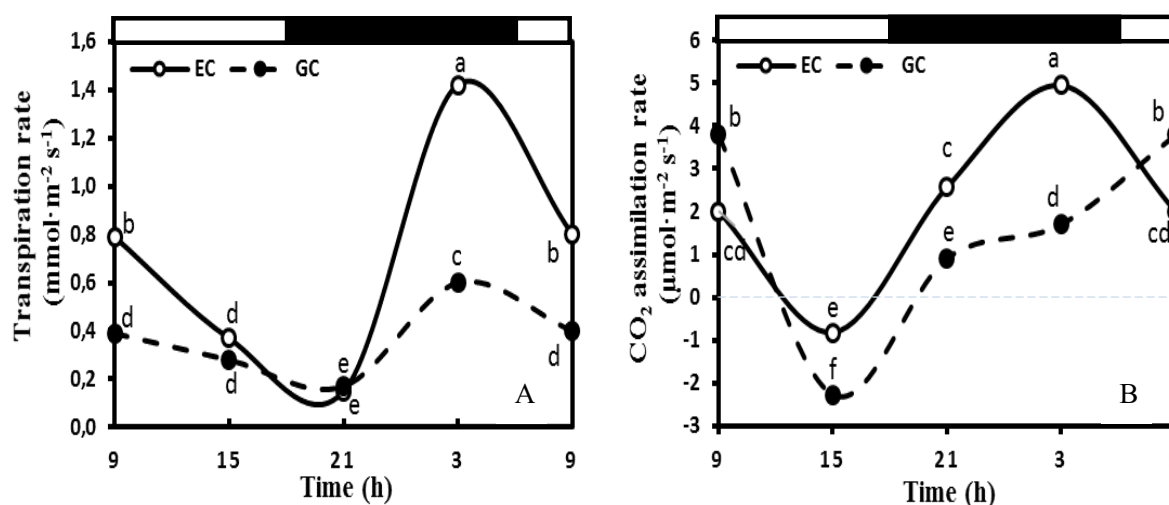 Transpiration rate
(mmol·m⁻² s⁻¹)
1,6
1,4
1,2
1,0
0,8
0,6
0,4
0,2
0,0
EC GC
a
b
d
d
d
d
e
e
c
b
d
A
9 15 21 3 9
Time (h)
CO₂ assimilation rate
(µmol·m⁻² s⁻¹)
6
5
4
3
2
1
0
-1
-2
-3
EC GC
a
b
b
c
d
cd
cd
e
e
f
B
9 15 21 3
Time (h)